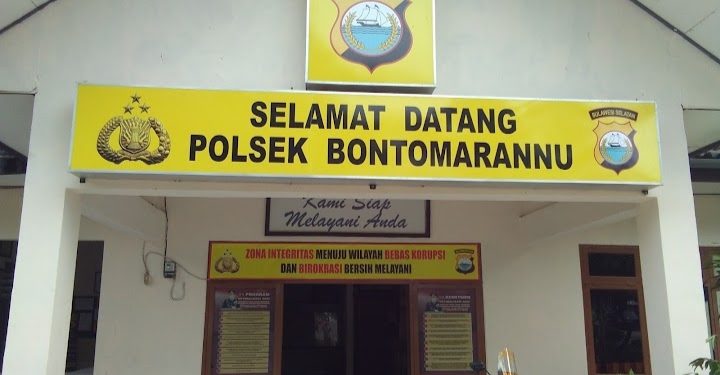 SELAMAT DATANG
POLSEK BONTOMARANNU
SULAWESI SELATAN
Kami Siap
Melayani Anda
ZONA INTEGRITAS MENUJU WILAYAH BEBAS KORUPSI
DAN BIROKRASI BERSIH MELAYANI